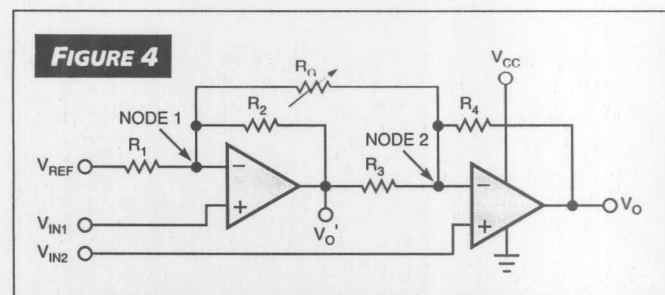 FIGURE 4
R_G
V_CC
NODE 1
R_2
NODE 2
R_4
R_1
V_REF
R_3
V_IN1
V_O'
V_O
V_IN2